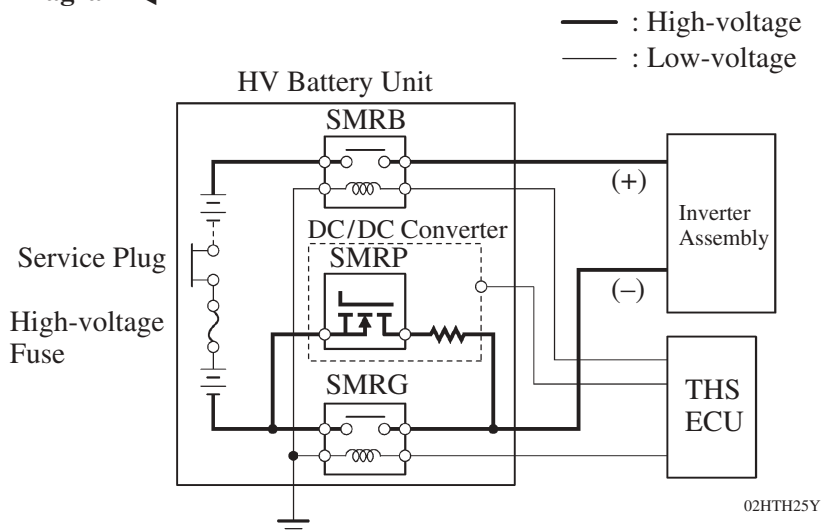 : High-voltage
: Low-voltage
HV Battery Unit
SMRB
(+)
Inverter
Assembly
DC/DC Converter
SMRP
Service Plug
(–)
High-voltage
Fuse
SMRG
THS
ECU
02HTH25Y